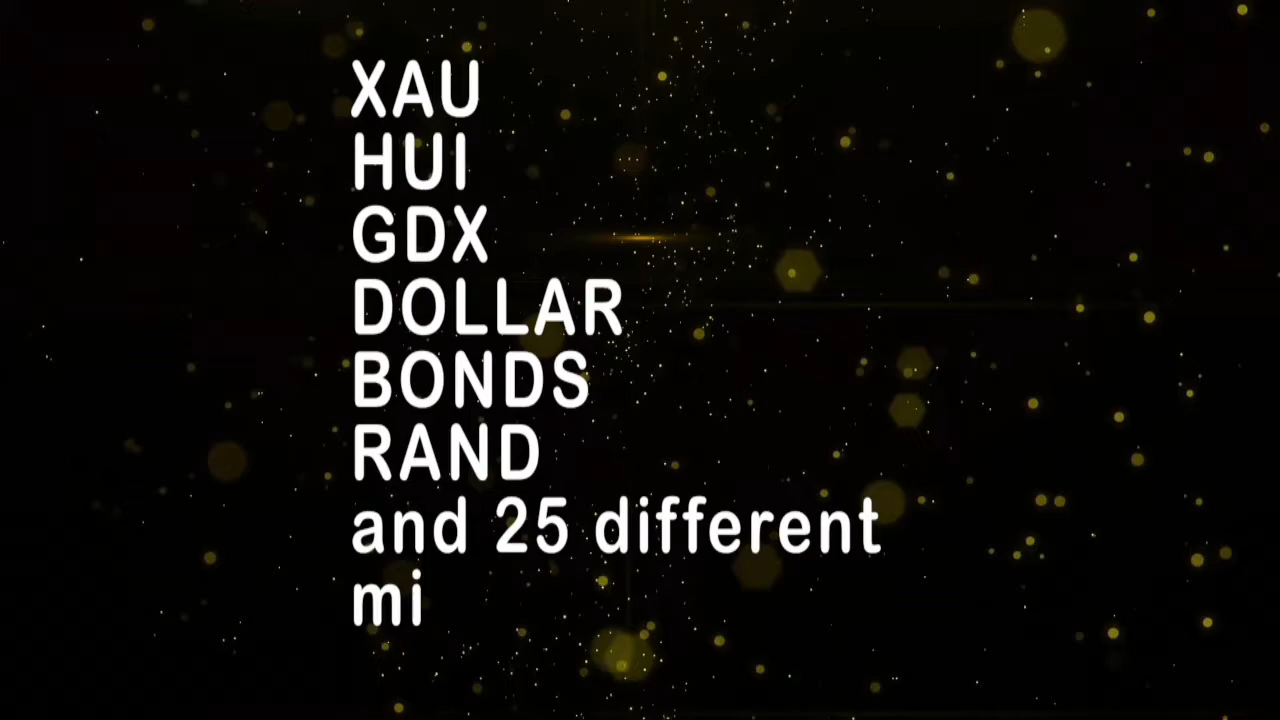 XAU
HUI
GDX
DOLLAR
BONDS
RAND
and 25 different
mi